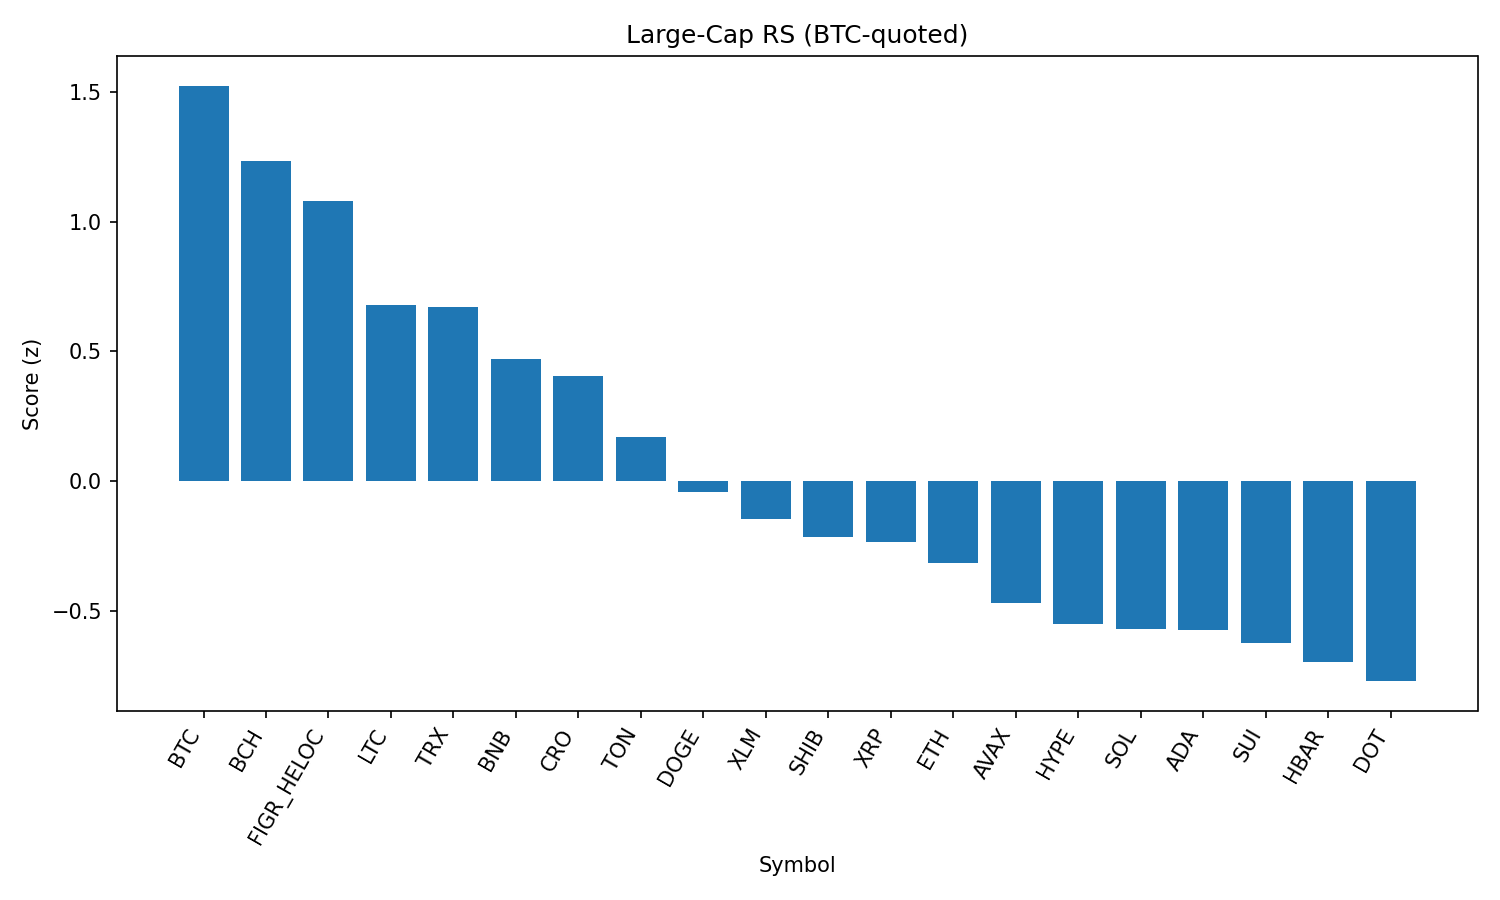 Large-Cap RS (BTC-quoted)
Score (z)
1.5
1.0
0.5
0.0
−0.5
BTC
BCH
FIGR_HELOC
LTC
TRX
BNB
CRO
TON
DOGE
XLM
SHIB
XRP
ETH
AVAX
HYPE
SOL
ADA
SUI
HBAR
DOT
Symbol